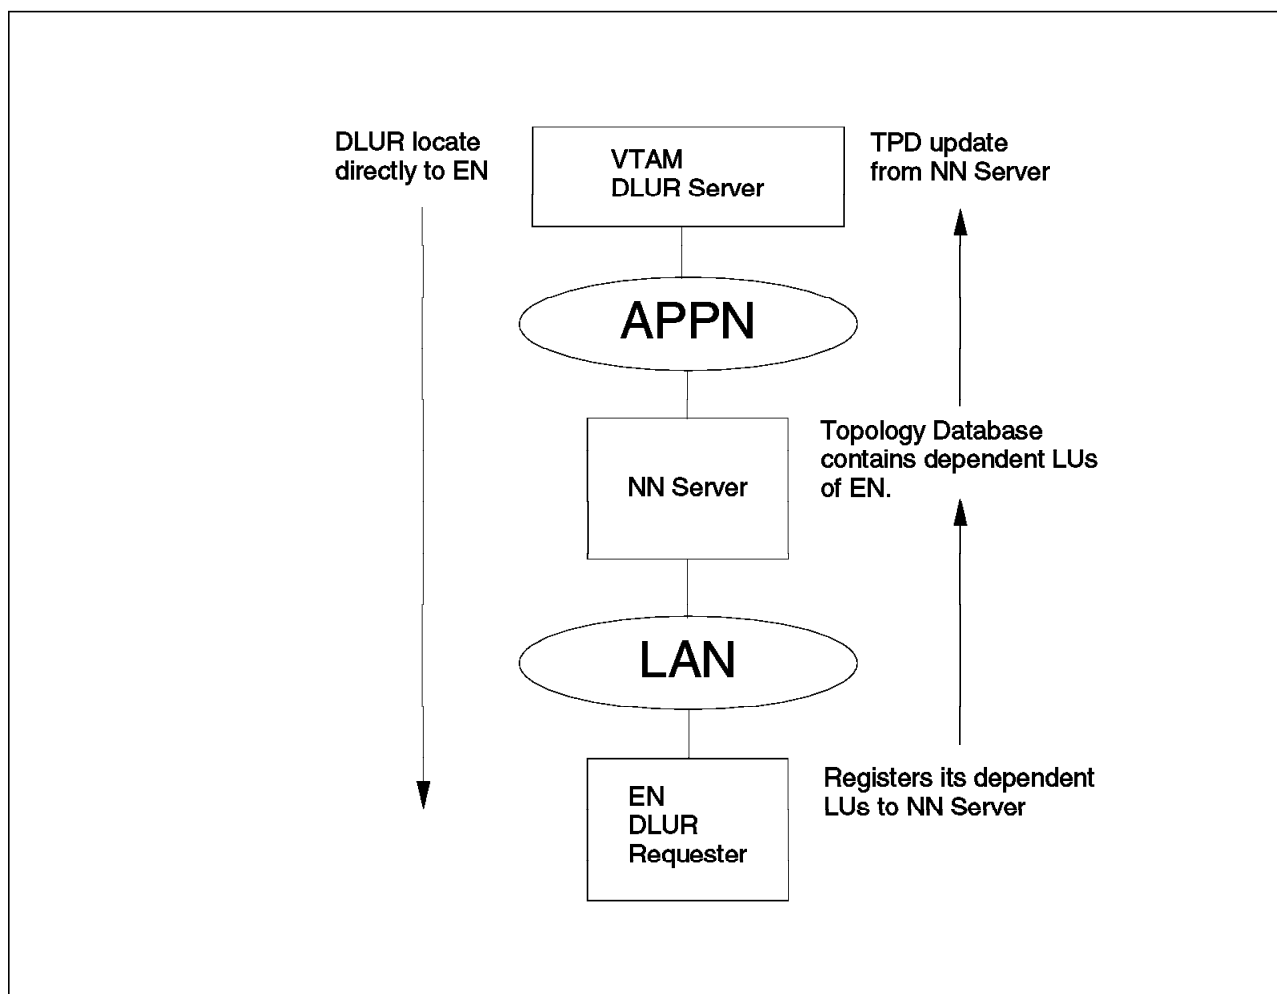 DLUR locate
directly to EN
VTAM
DLUR Server
TPD update
from NN Server
APPN
NN Server
Topology Database
contains dependent LUs
of EN.
LAN
EN
DLUR
Requester
Registers its dependent
LUs to NN Server